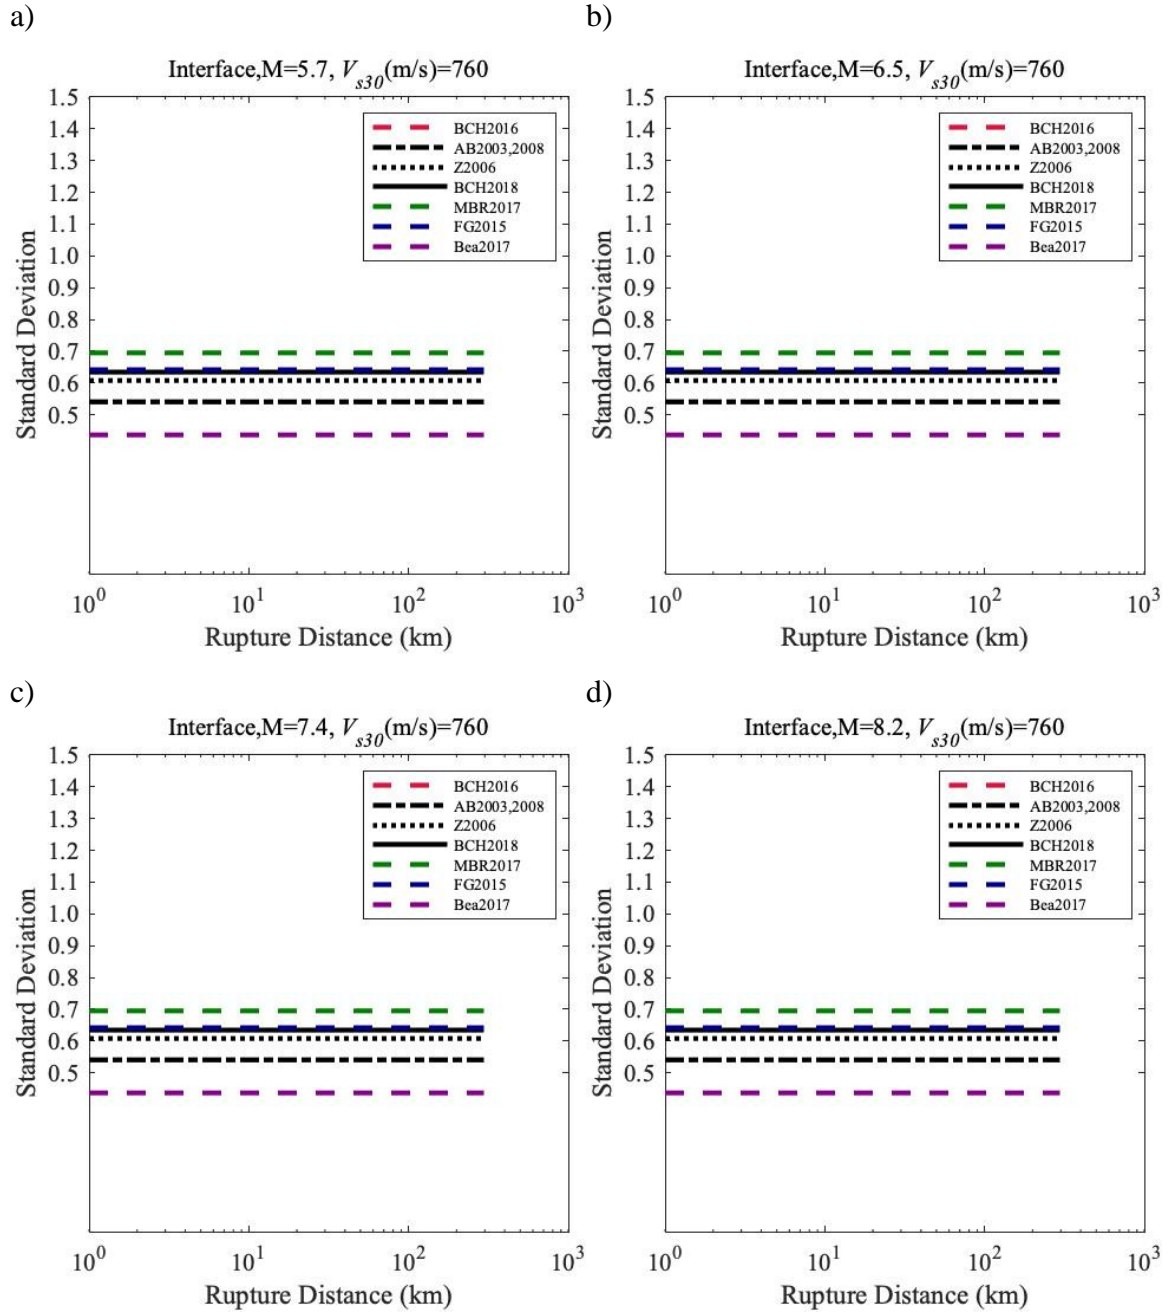 a)
Interface,M=5.7, Vs30(m/s)=760
1.5
1.4
1.3
1.2
1.1
1.0
0.9
0.8
0.7
0.6
0.5
Standard Deviation
BCH2016
AB2003,2008
Z2006
BCH2018
MBR2017
FG2015
Bea2017
10^0 10^1 10^2 10^3
Rupture Distance (km)
b)
Interface,M=6.5, Vs30(m/s)=760
1.5
1.4
1.3
1.2
1.1
1.0
0.9
0.8
0.7
0.6
0.5
Standard Deviation
BCH2016
AB2003,2008
Z2006
BCH2018
MBR2017
FG2015
Bea2017
10^0 10^1 10^2 10^3
Rupture Distance (km)
c)
Interface,M=7.4, Vs30(m/s)=760
1.5
1.4
1.3
1.2
1.1
1.0
0.9
0.8
0.7
0.6
0.5
Standard Deviation
BCH2016
AB2003,2008
Z2006
BCH2018
MBR2017
FG2015
Bea2017
10^0 10^1 10^2 10^3
Rupture Distance (km)
d)
Interface,M=8.2, Vs30(m/s)=760
1.5
1.4
1.3
1.2
1.1
1.0
0.9
0.8
0.7
0.6
0.5
Standard Deviation
BCH2016
AB2003,2008
Z2006
BCH2018
MBR2017
FG2015
Bea2017
10^0 10^1 10^2 10^3
Rupture Distance (km)